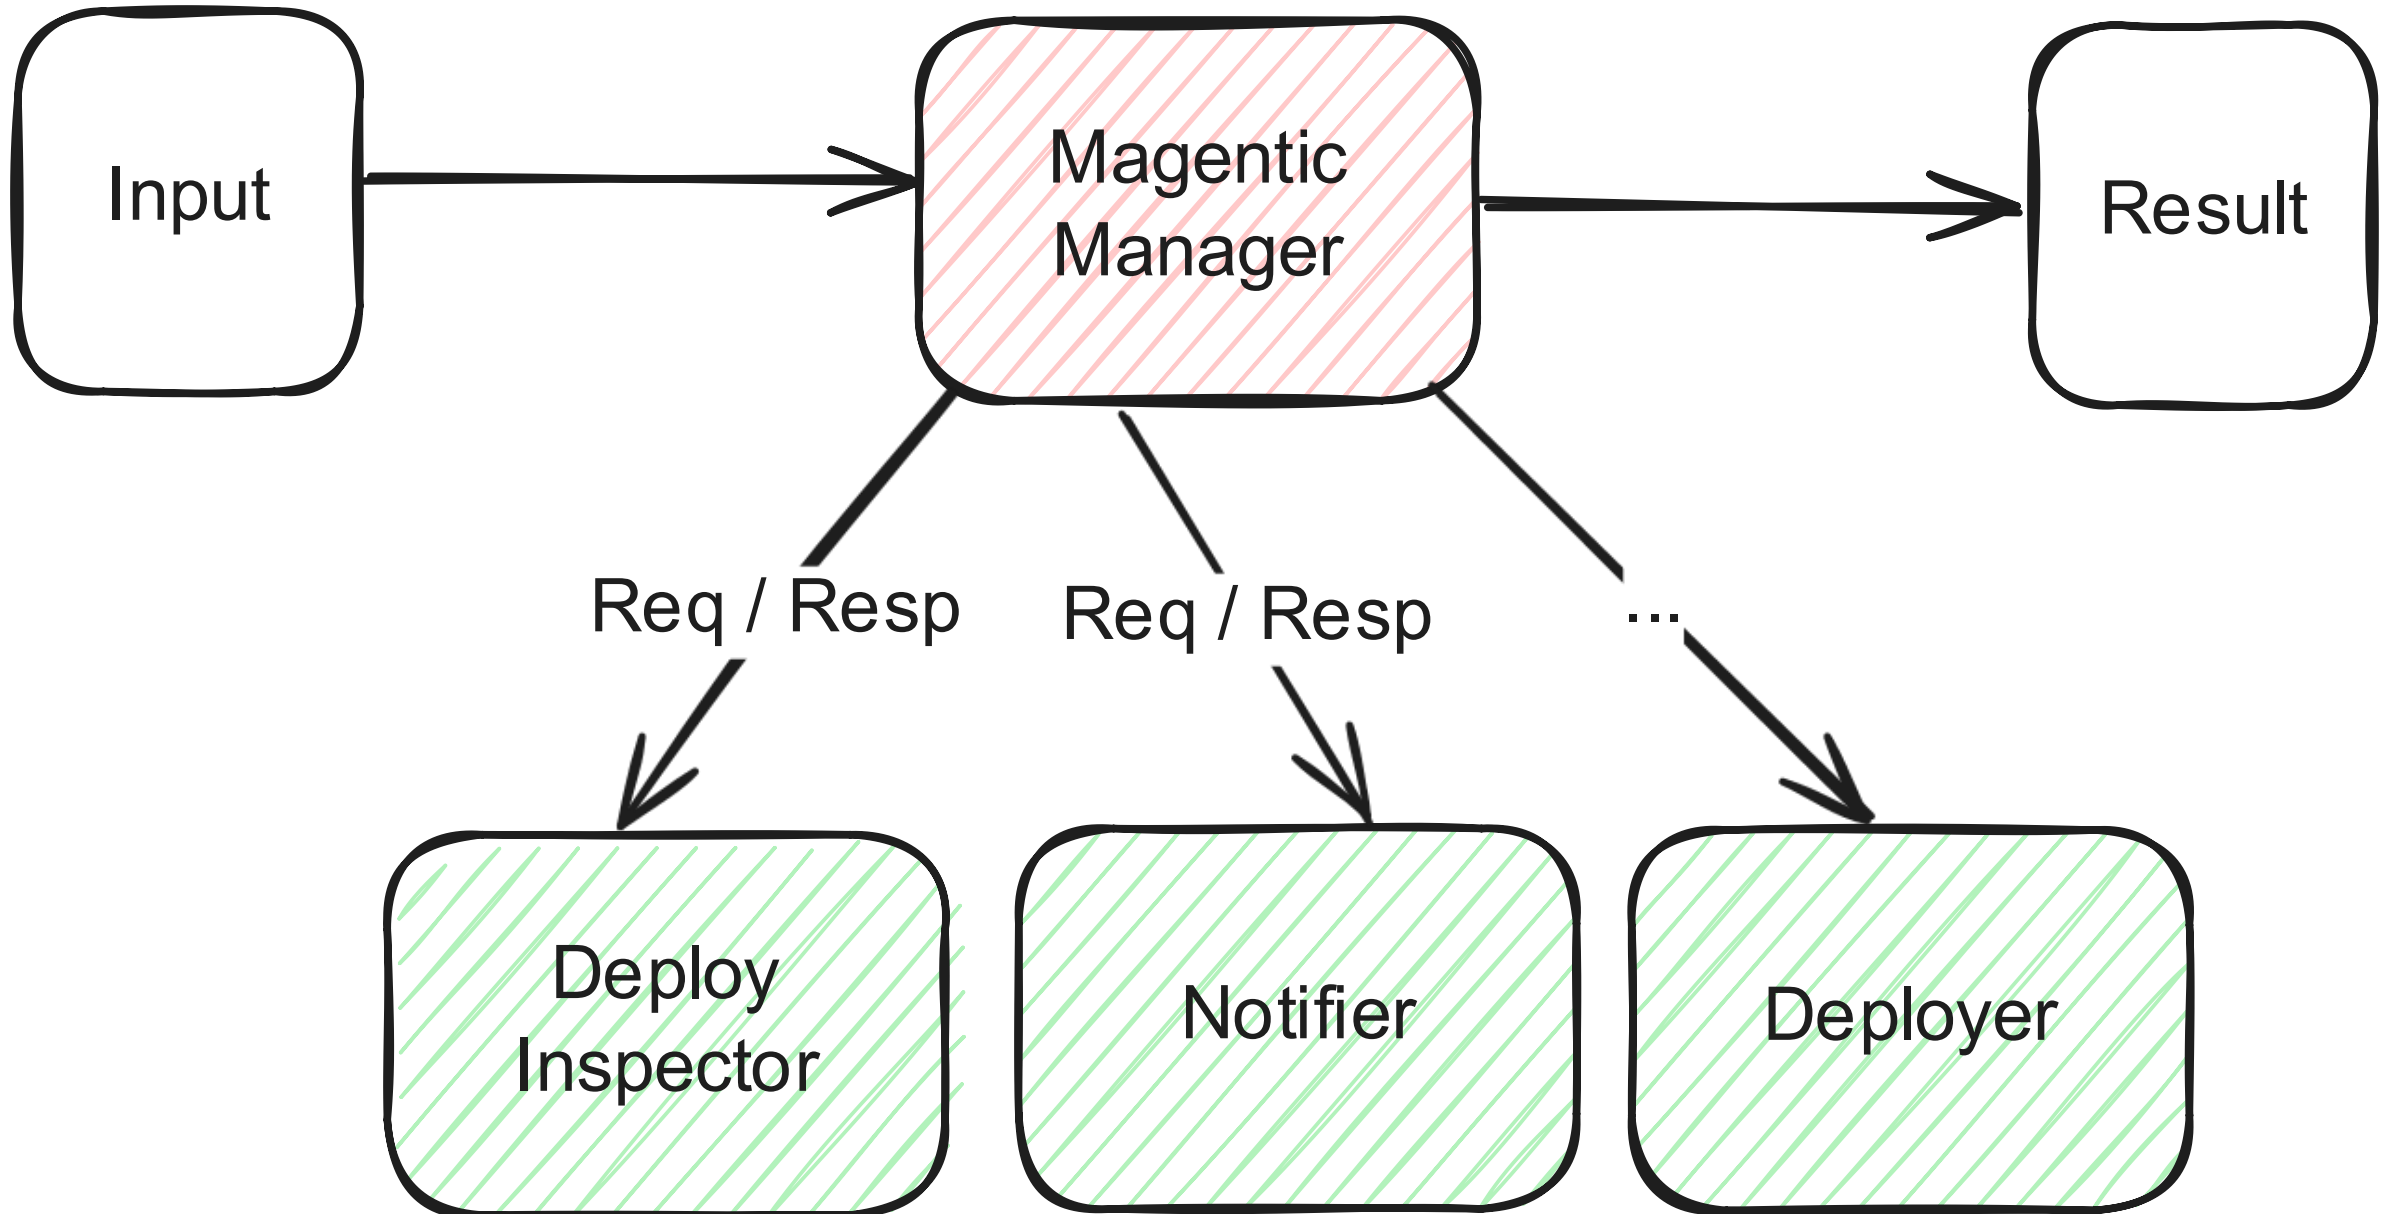 Input
Magentic
Manager
Result
Req / Resp
Req / Resp
...
Deploy
Inspector
Notifier
Deployer